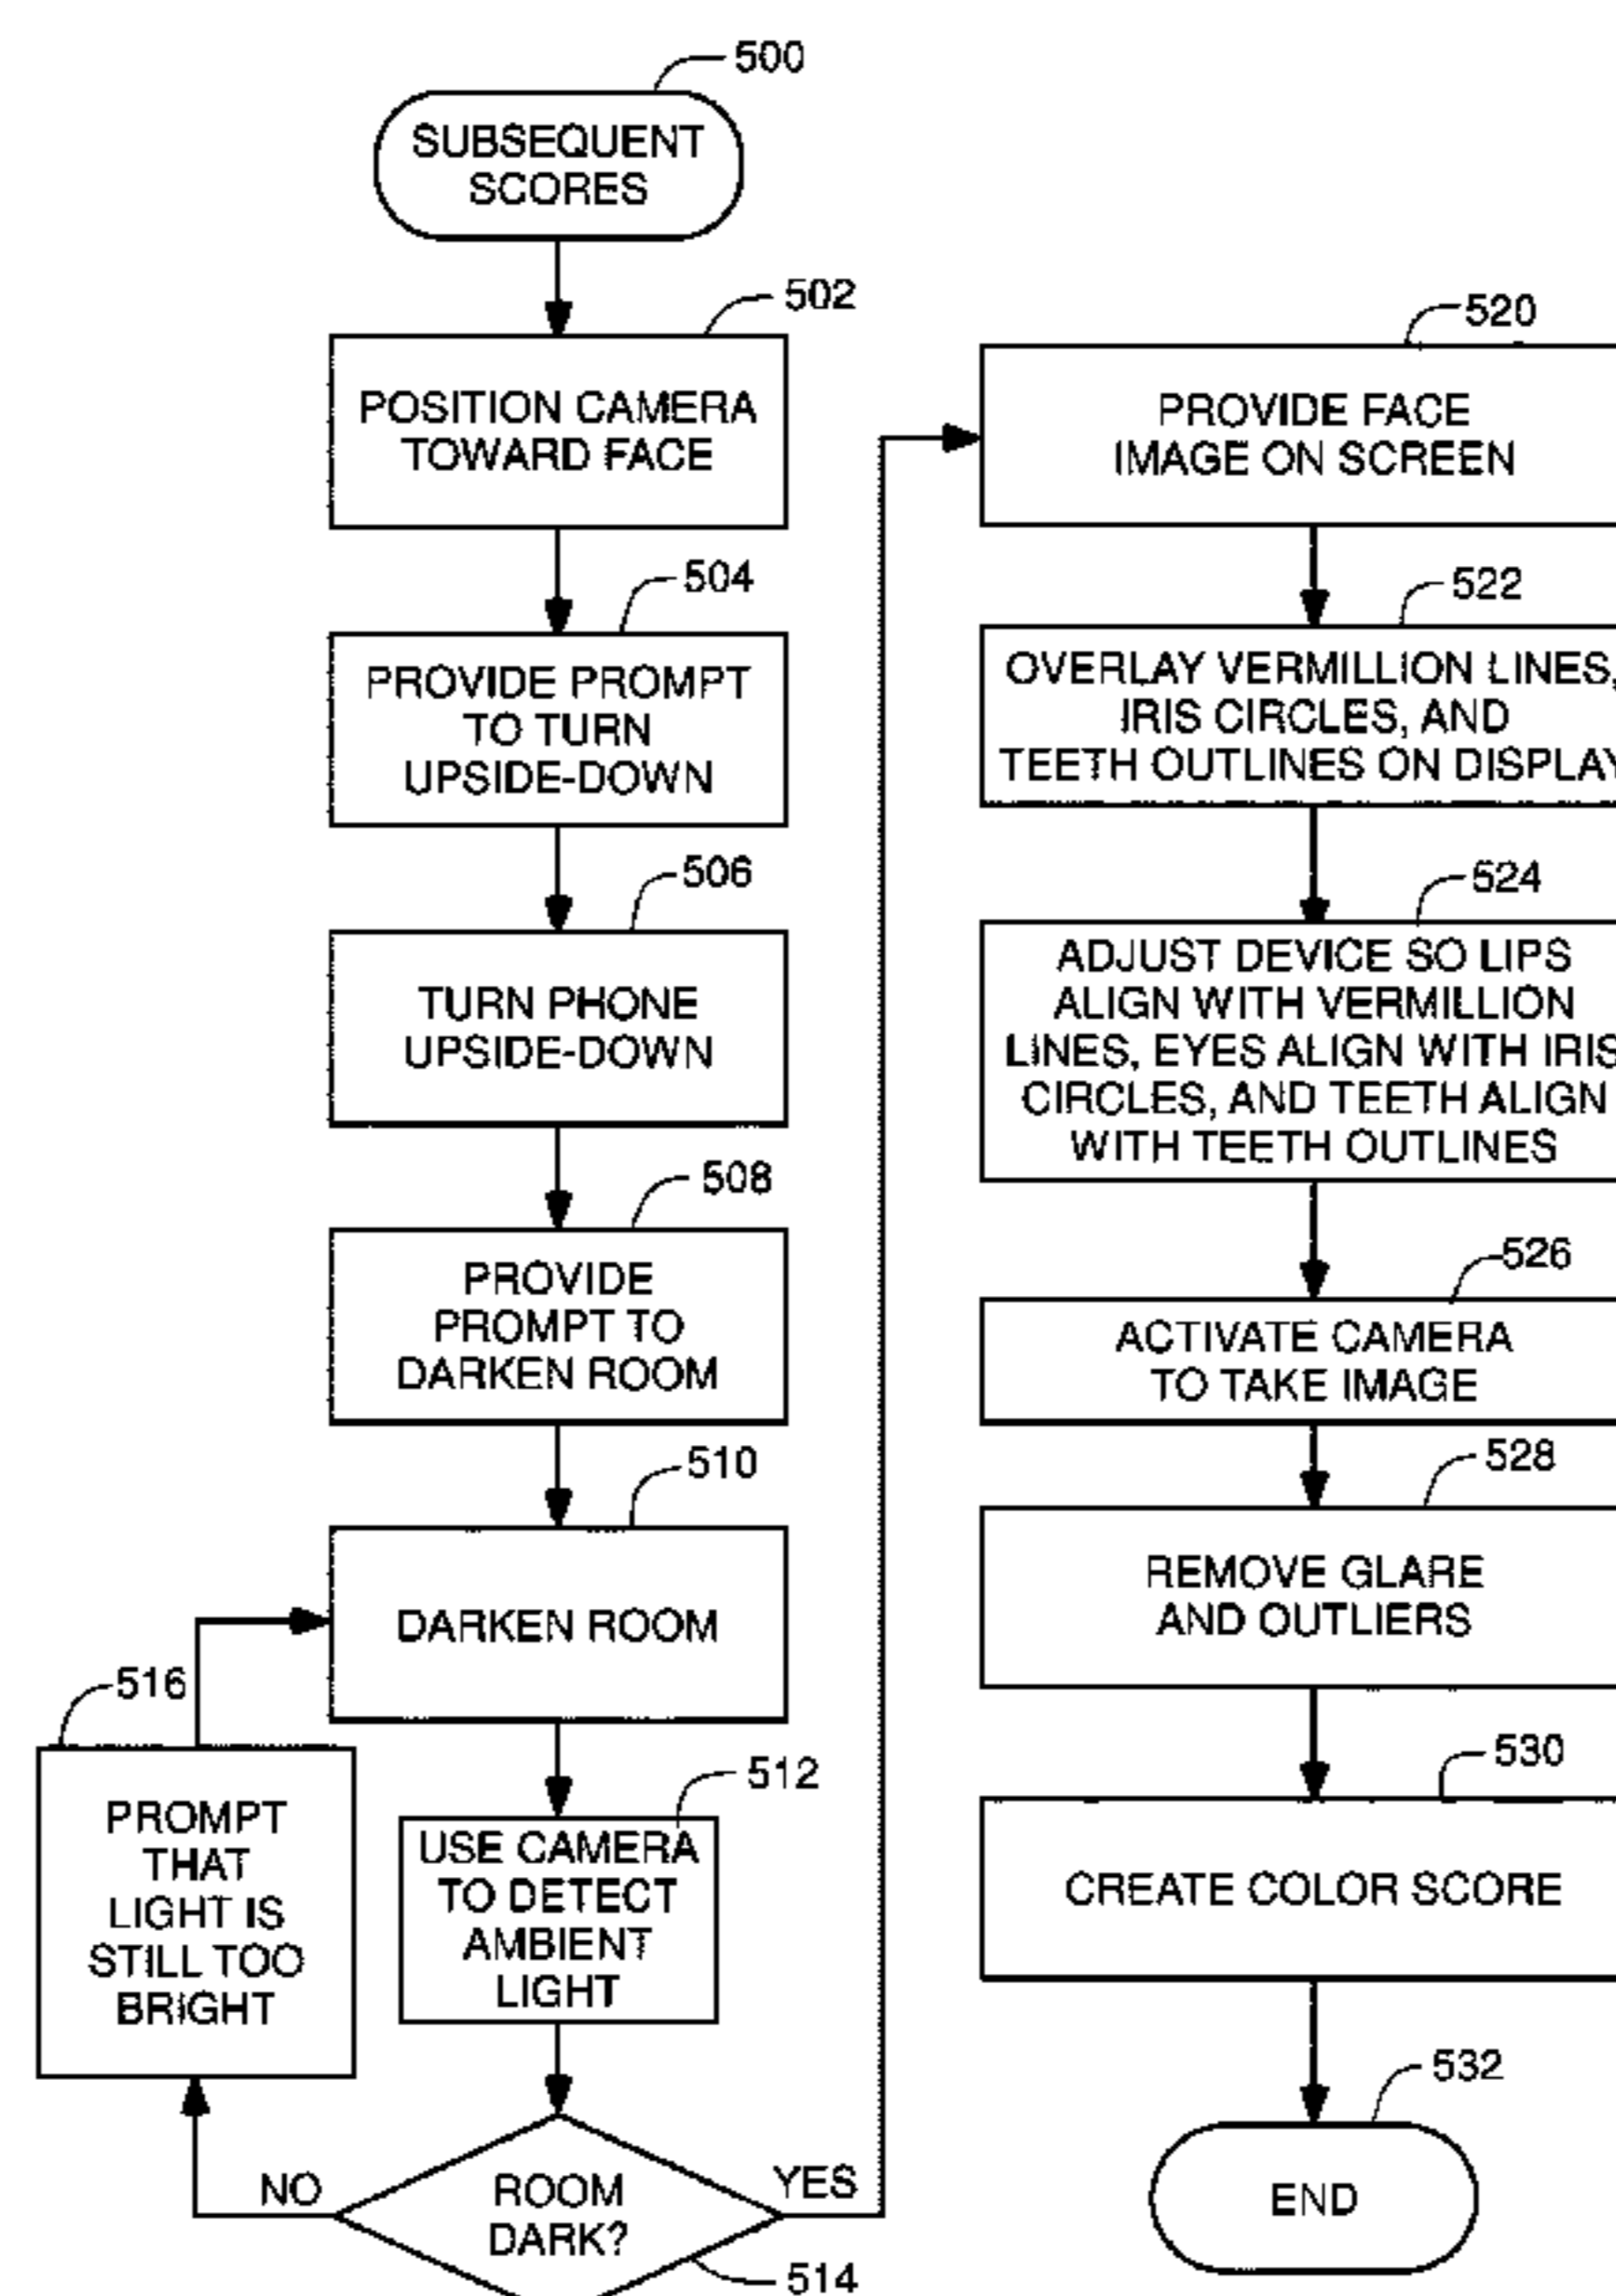 500
SUBSEQUENT
SCORES
502
POSITION CAMERA
TOWARD FACE
504
PROVIDE PROMPT
TO TURN
UPSIDE-DOWN
506
TURN PHONE
UPSIDE-DOWN
508
PROVIDE
PROMPT TO
DARKEN ROOM
510
DARKEN ROOM
516
PROMPT
THAT
LIGHT IS
STILL TOO
BRIGHT
512
USE CAMERA
TO DETECT
AMBIENT
LIGHT
NO
ROOM
DARK?
YES
514
520
PROVIDE FACE
IMAGE ON SCREEN
522
OVERLAY VERMILLION LINES,
IRIS CIRCLES, AND
TEETH OUTLINES ON DISPLAY
524
ADJUST DEVICE SO LIPS
ALIGN WITH VERMILLION
LINES, EYES ALIGN WITH IRIS
CIRCLES, AND TEETH ALIGN
WITH TEETH OUTLINES
526
ACTIVATE CAMERA
TO TAKE IMAGE
528
REMOVE GLARE
AND OUTLIERS
530
CREATE COLOR SCORE
532
END